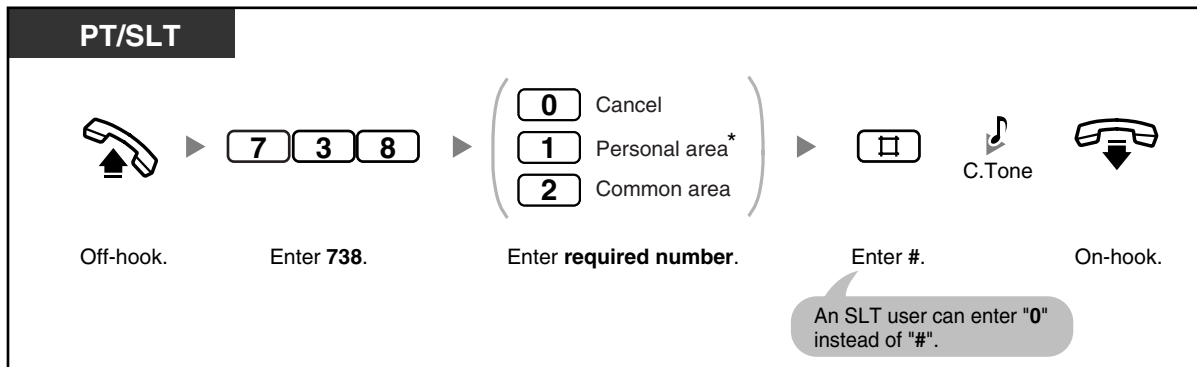 PT/SLT
7 3 8
0 Cancel
1 Personal area*
2 Common area
#
C.Tone
Off-hook.
Enter 738.
Enter required number.
Enter #.
On-hook.
An SLT user can enter "0"
instead of "#".